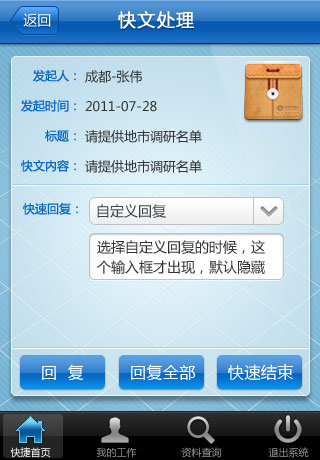 返回
快文处理
发起人： 成都-张伟
发起时间： 2011-07-28
标题： 请提供地市调研名单
快文内容： 请提供地市调研名单
快速回复： 自定义回复
选择自定义回复的时候，这
个输入框才出现，默认隐藏
回 复 回复全部 快速结束
快捷首页 我的工作 资料查询 退出系统